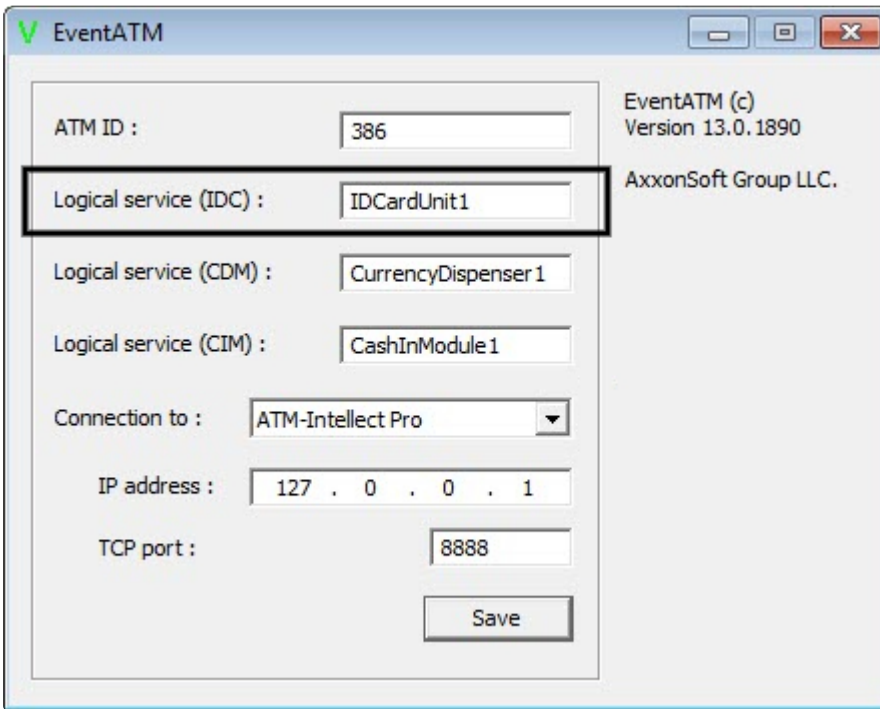 EventATM
ATM ID : 386
Logical service (IDC) : IDCardUnit1
Logical service (CDM) : CurrencyDispenser1
Logical service (CIM) : CashInModule1
Connection to : ATM-Intellect Pro
IP address : 127 . 0 . 0 . 1
TCP port : 8888
Save
EventATM (c)
Version 13.0.1890
AxxonSoft Group LLC.